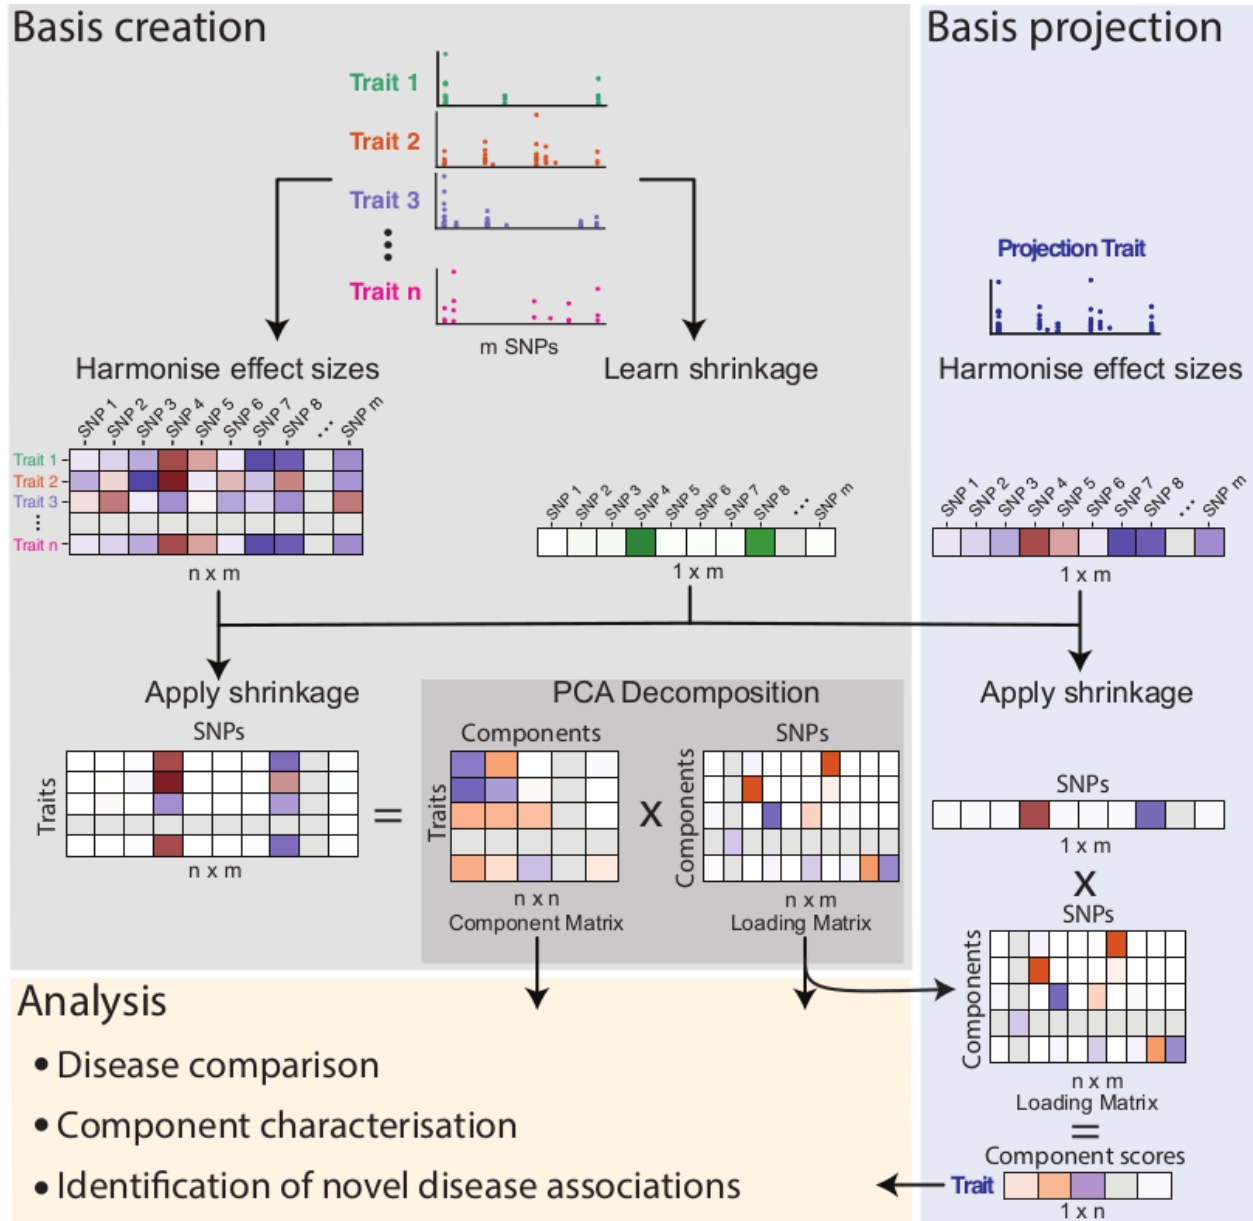 Basis creation
Trait 1
Trait 2
Trait 3
Trait n
m SNPs
Harmonise effect sizes
Learn shrinkage
SNP 1 SNP 2 SNP 3 SNP 4 SNP 5 SNP 6 SNP 7 SNP 8 ... SNP m
Trait 1
Trait 2
Trait 3
Trait n
n x m
SNP 1 SNP 2 SNP 3 SNP 4 SNP 5 SNP 6 SNP 7 SNP 8 ... SNP m
1 x m
Apply shrinkage
SNPs
Traits
n x m
=
PCA Decomposition
Components
Traits
n x n
Component Matrix
X
SNPs
Components
n x m
Loading Matrix
Basis projection
Projection Trait
Harmonise effect sizes
SNP 1 SNP 2 SNP 3 SNP 4 SNP 5 SNP 6 SNP 7 SNP 8 ... SNP m
1 x m
Apply shrinkage
SNPs
1 x m
X
SNPs
Components
n x m
Loading Matrix
=
Component scores
Trait
1 x n
Analysis
• Disease comparison
• Component characterisation
• Identification of novel disease associations